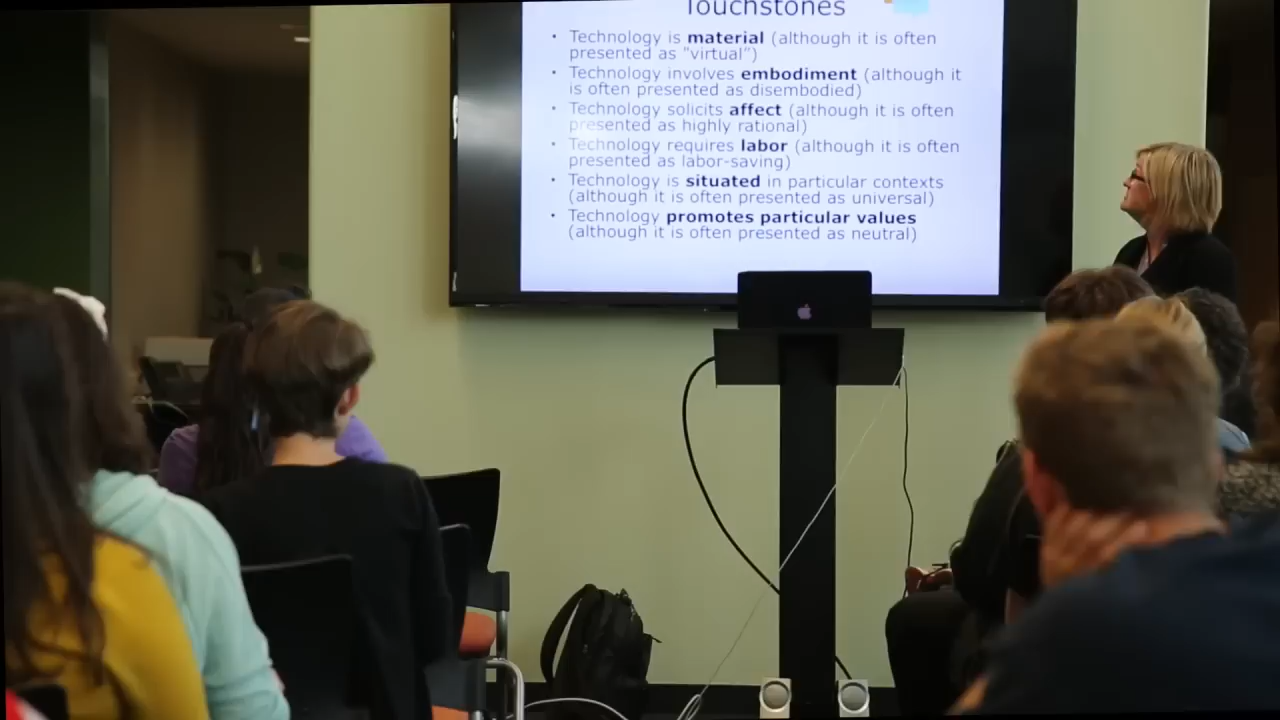 Touchstones
• Technology is material (although it is often
presented as "virtual")
• Technology involves embodiment (although it
is often presented as disembodied)
• Technology solicits affect (although it is often
presented as highly rational)
• Technology requires labor (although it is often
presented as labor-saving)
• Technology is situated in particular contexts
(although it is often presented as universal)
• Technology promotes particular values
(although it is often presented as neutral)